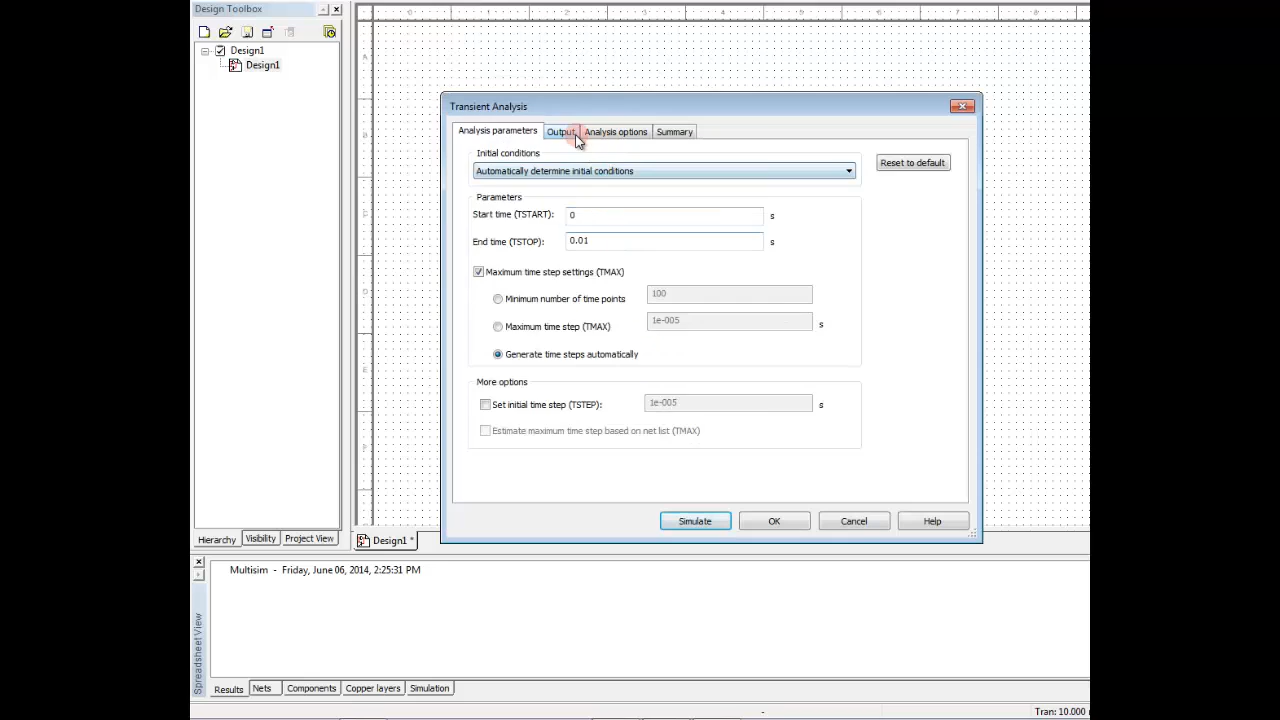 Design Toolbox
Design1
Design1
Transient Analysis
Analysis parameters Output Analysis options Summary
Initial conditions
Automatically determine initial conditions
Reset to default
Parameters
Start time (TSTART): 0 s
End time (TSTOP): 0.01 s
Maximum time step settings (TMAX)
Minimum number of time points 100
Maximum time step (TMAX) 1e-005 s
Generate time steps automatically
More options
Set initial time step (TSTEP): 1e-005 s
Estimate maximum time step based on net list (TMAX)
Simulate OK Cancel Help
Hierarchy Visibility Project View
Design1 *
Multisim - Friday, June 06, 2014, 2:25:31 PM
Spreadsheet View
Results Nets Components Copper layers Simulation
- Tran: 10.000